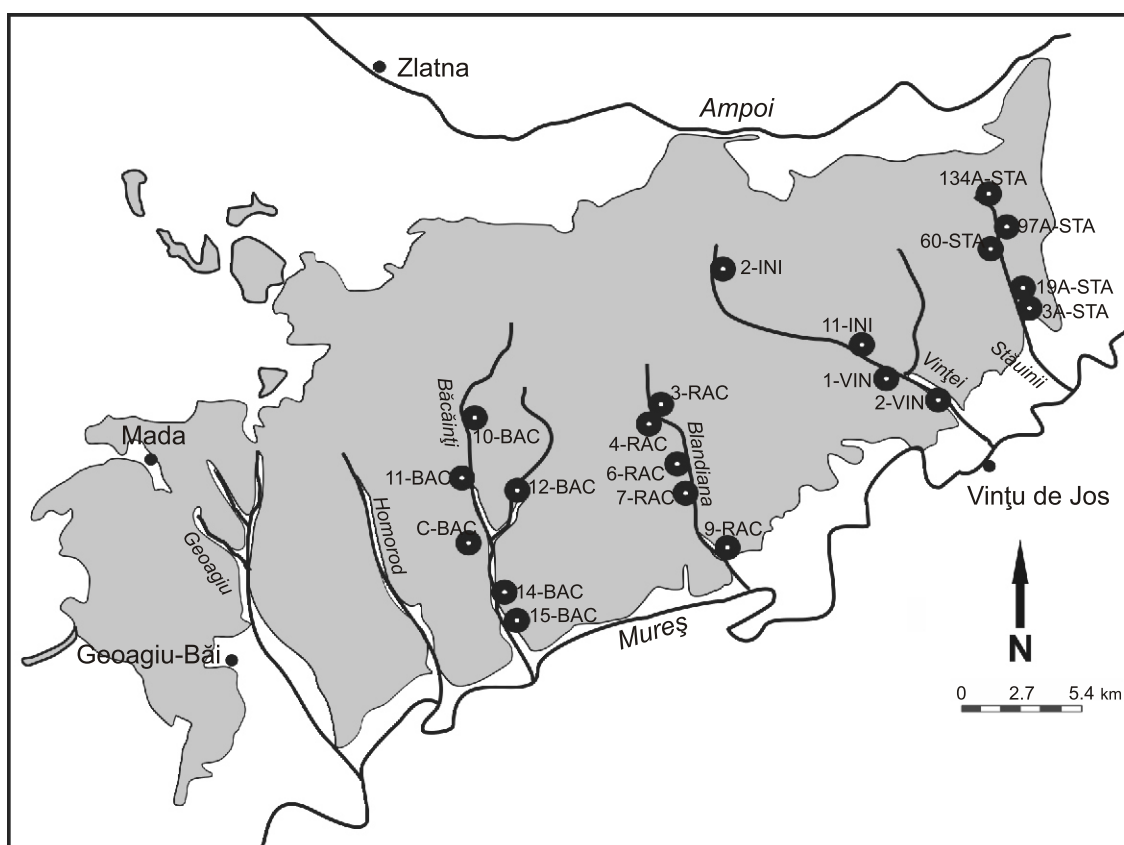 Zlatna
Ampoi
134A-STA
97A-STA
60-STA
2-INI
19A-STA
3A-STA
11-INI
Vinţei
Stăuinii
1-VIN
2-VIN
Băcăinţi
3-RAC
10-BAC
4-RAC
Blandiana
Mada
6-RAC
11-BAC
12-BAC
7-RAC
Vinţu de Jos
Homorod
C-BAC
9-RAC
Geoagiu
14-BAC
15-BAC
Mureş
Geoagiu-Băi
N
0 2.7 5.4 km